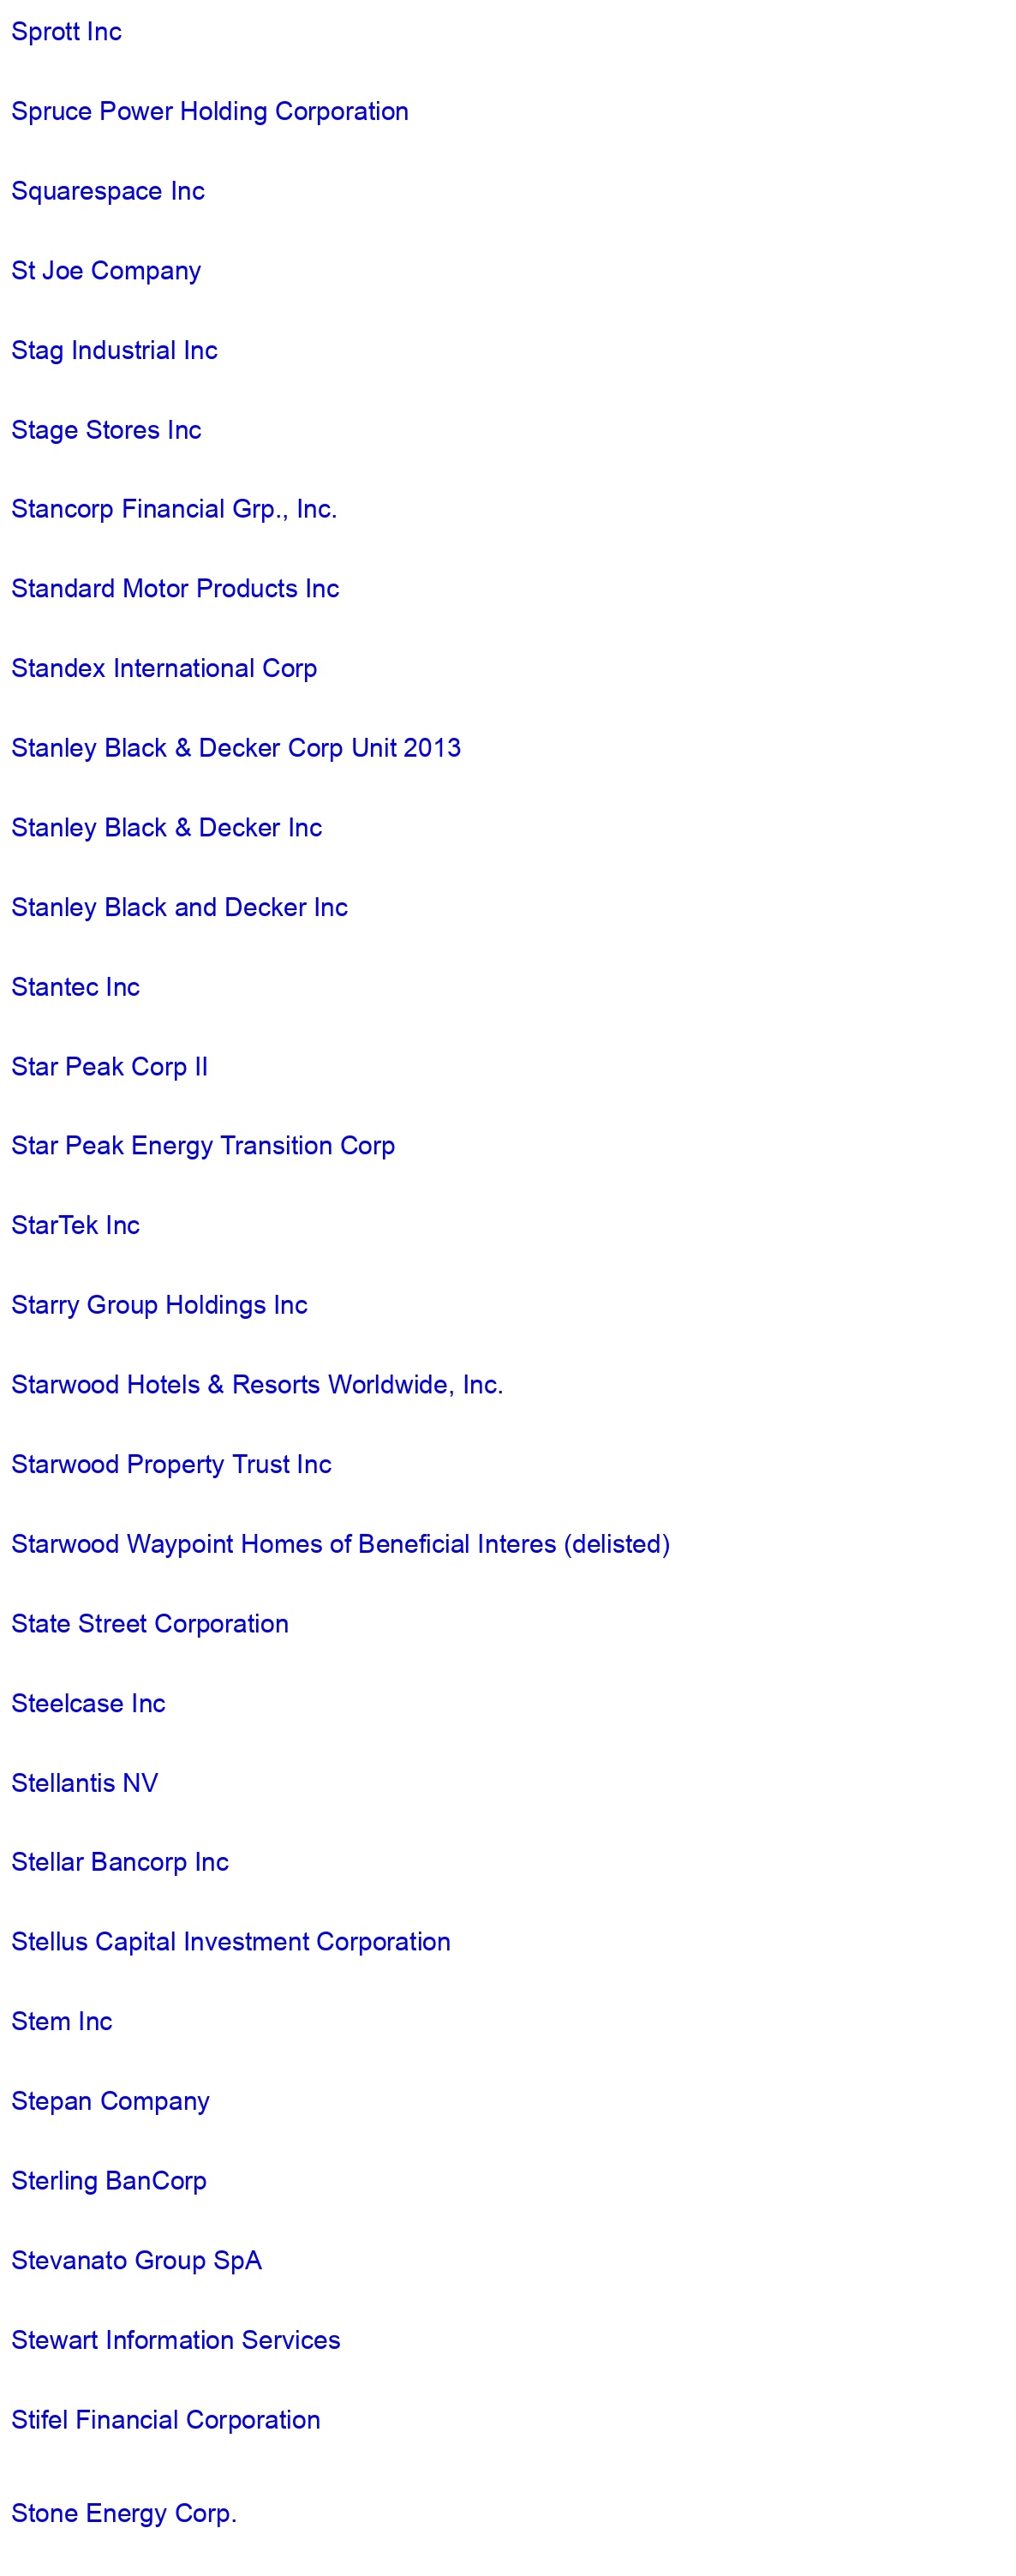 Sprott Inc
Spruce Power Holding Corporation
Squarespace Inc
St Joe Company
Stag Industrial Inc
Stage Stores Inc
Stancorp Financial Grp., Inc.
Standard Motor Products Inc
Standex International Corp
Stanley Black & Decker Corp Unit 2013
Stanley Black & Decker Inc
Stanley Black and Decker Inc
Stantec Inc
Star Peak Corp II
Star Peak Energy Transition Corp
StarTek Inc
Starry Group Holdings Inc
Starwood Hotels & Resorts Worldwide, Inc.
Starwood Property Trust Inc
Starwood Waypoint Homes of Beneficial Interes (delisted)
State Street Corporation
Steelcase Inc
Stellantis NV
Stellar Bancorp Inc
Stellus Capital Investment Corporation
Stem Inc
Stepan Company
Sterling BanCorp
Stevanato Group SpA
Stewart Information Services
Stifel Financial Corporation
Stone Energy Corp.